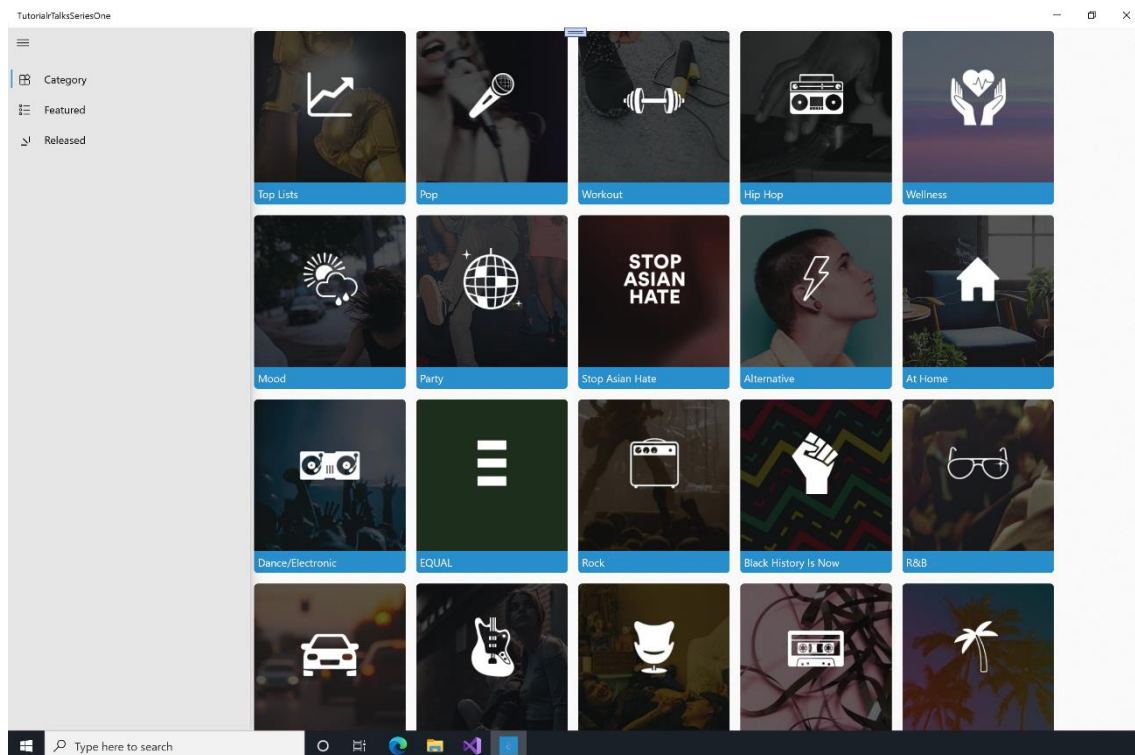 TutorialrTalksSeriesOne
Category
Featured
Released
Top Lists
Pop
Workout
Hip Hop
Wellness
STOP
ASIAN
HATE
Mood
Party
Stop Asian Hate
Alternative
At Home
Dance/Electronic
EQUAL
Rock
Black History Is Now
R&B
Type here to search